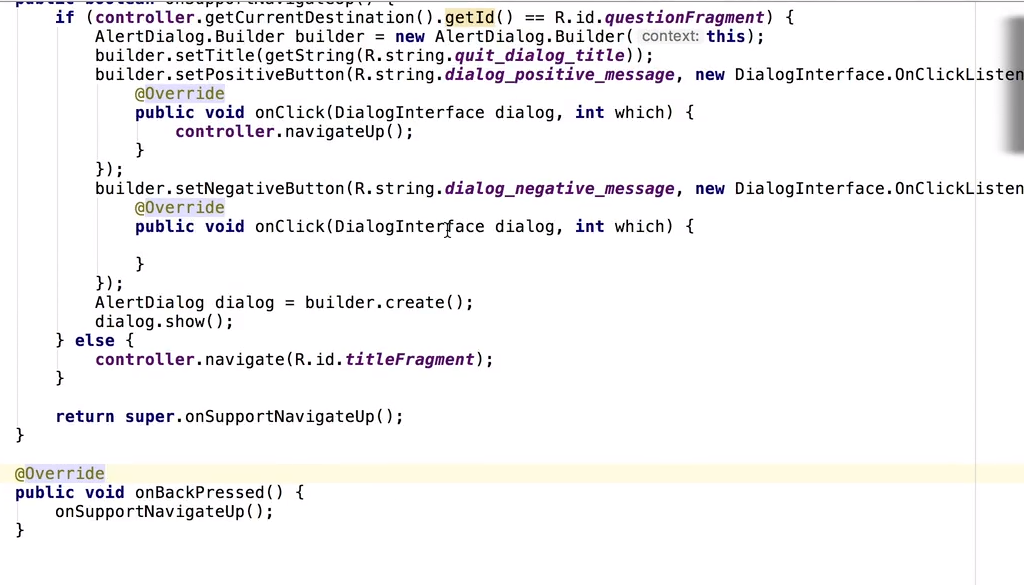 public boolean onSupportNavigateUp() {
if (controller.getCurrentDestination().getId() == R.id.questionFragment) {
AlertDialog.Builder builder = new AlertDialog.Builder( context: this);
builder.setTitle(getString(R.string.quit_dialog_title));
builder.setPositiveButton(R.string.dialog_positive_message, new DialogInterface.OnClickListen
@Override
public void onClick(DialogInterface dialog, int which) {
controller.navigateUp();
}
});
builder.setNegativeButton(R.string.dialog_negative_message, new DialogInterface.OnClickListen
@Override
public void onClick(DialogInterface dialog, int which) {
}
});
AlertDialog dialog = builder.create();
dialog.show();
} else {
controller.navigate(R.id.titleFragment);
}
return super.onSupportNavigateUp();
}
@Override
public void onBackPressed() {
onSupportNavigateUp();
}